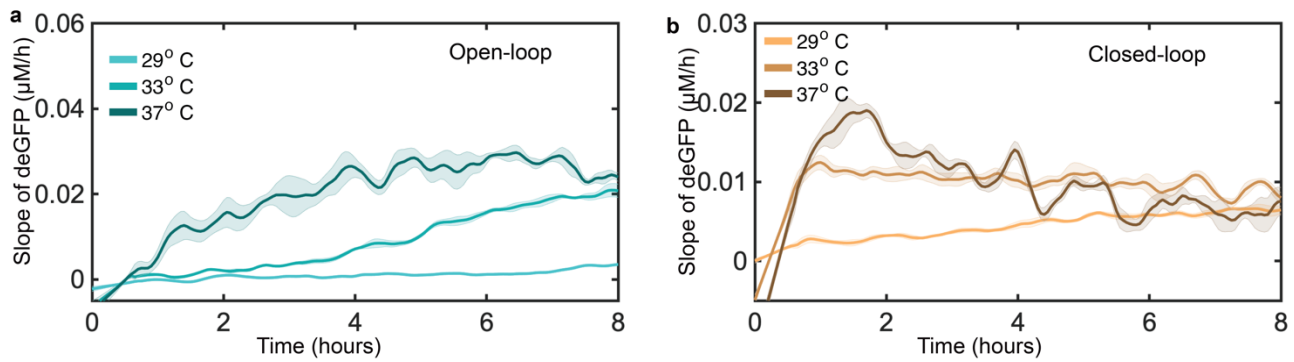 a
Slope of deGFP (µM/h)
0.06
0.04
0.02
0
29° C
33° C
37° C
Open-loop
0
2
4
6
8
Time (hours)
b
Slope of deGFP (µM/h)
0.03
0.02
0.01
0
29° C
33° C
37° C
Closed-loop
0
2
4
6
8
Time (hours)